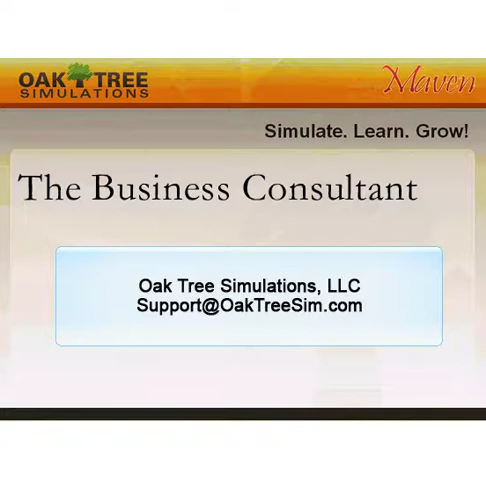 OAK TREE
SIMULATIONS
Maven
Simulate. Learn. Grow!
The Business Consultant
Oak Tree Simulations, LLC
Support@OakTreeSim.com